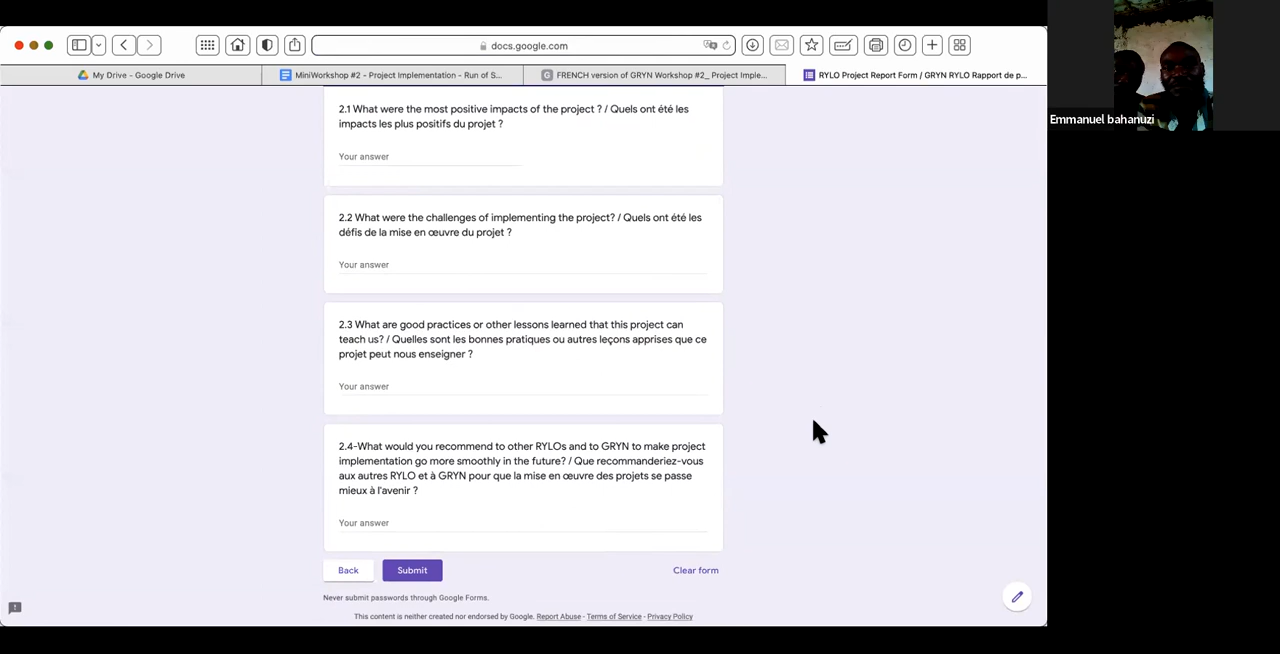 docs.google.com
My Drive – Google Drive
MiniWorkshop #2 - Project Implementation - Run of S...
FRENCH version of GRYN Workshop #2_ Project Imple...
RYLO Project Report Form / GRYN RYLO Rapport de p...
Emmanuel bahanuzi
2.1 What were the most positive impacts of the project ? / Quels ont été les
impacts les plus positifs du projet ?
Your answer
2.2 What were the challenges of implementing the project? / Quels ont été les
défis de la mise en œuvre du projet ?
Your answer
2.3 What are good practices or other lessons learned that this project can
teach us? / Quelles sont les bonnes pratiques ou autres leçons apprises que ce
projet peut nous enseigner ?
Your answer
2.4-What would you recommend to other RYLOs and to GRYN to make project
implementation go more smoothly in the future? / Que recommanderiez-vous
aux autres RYLO et à GRYN pour que la mise en œuvre des projets se passe
mieux à l'avenir ?
Your answer
Back
Submit
Clear form
Never submit passwords through Google Forms.
This content is neither created nor endorsed by Google. Report Abuse - Terms of Service - Privacy Policy